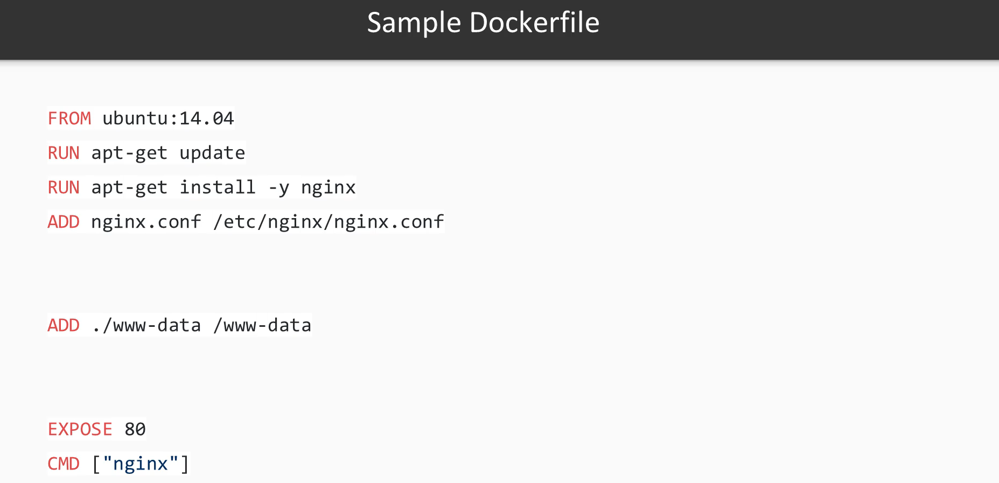 Sample Dockerfile
FROM ubuntu:14.04
RUN apt-get update
RUN apt-get install -y nginx
ADD nginx.conf /etc/nginx/nginx.conf
ADD ./www-data /www-data
EXPOSE 80
CMD ["nginx"]